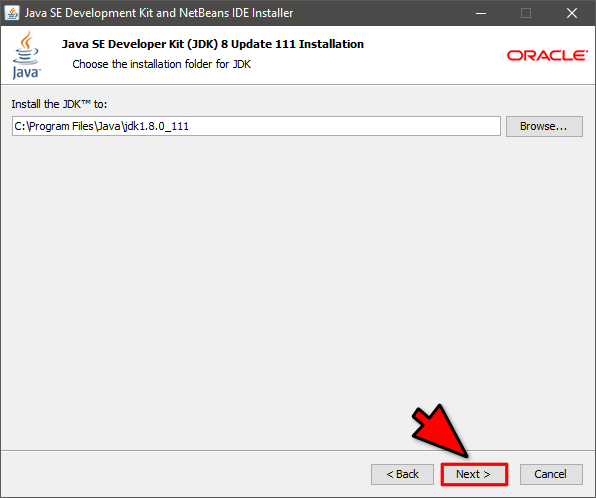 Java SE Development Kit and NetBeans IDE Installer
Java™
Java SE Developer Kit (JDK) 8 Update 111 Installation
Choose the installation folder for JDK
ORACLE®
Install the JDK™ to:
C:\Program Files\Java\jdk1.8.0_111
Browse...
< Back
Next >
Cancel